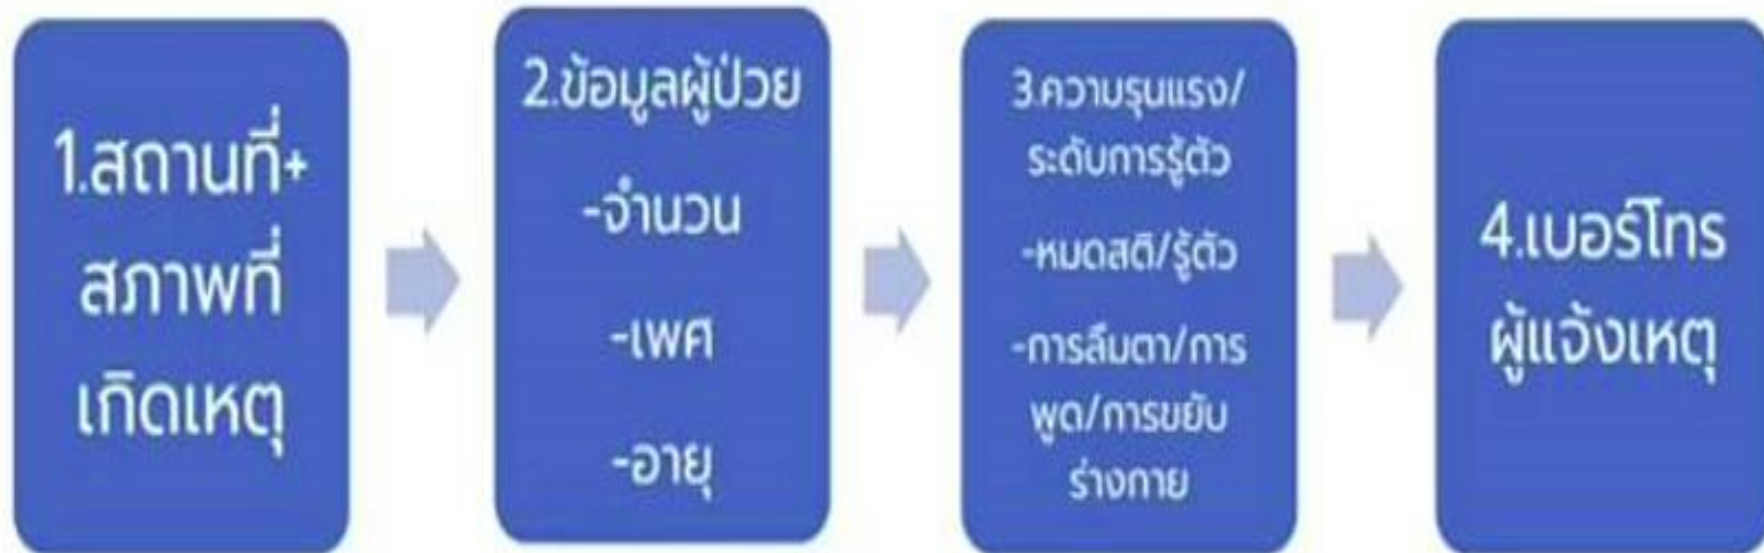 1.สถานที่+
สภาพที่
เกิดเหตุ
2.ข้อมูลผู้ป่วย
-จำนวน
-เพศ
-อายุ
3.ความรุนแรง/
ระดับการรู้ตัว
-หมดสติ/รู้ตัว
-การลืมตา/การ
พูด/การขยับ
ร่างกาย
4.เบอร์โทร
ผู้แจ้งเหตุ